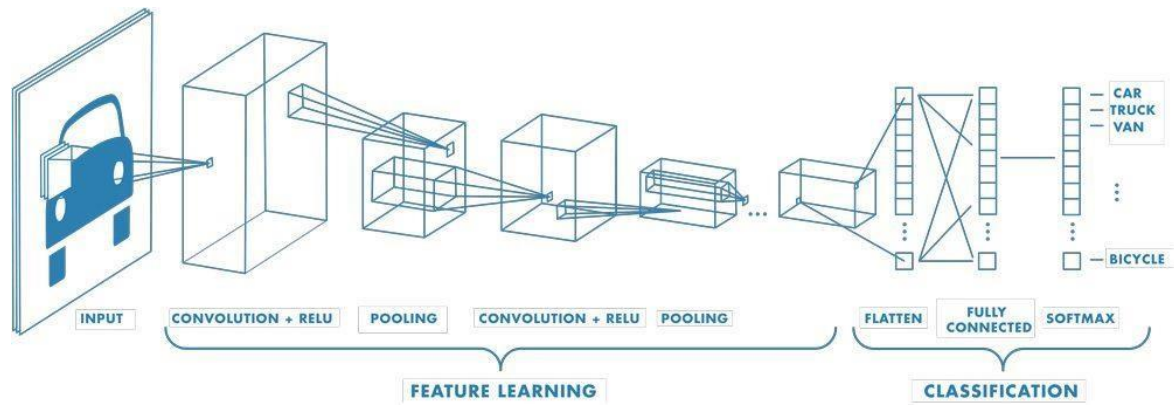 CAR
TRUCK
VAN
BICYCLE
INPUT CONVOLUTION + RELU POOLING CONVOLUTION + RELU POOLING FLATTEN FULLY CONNECTED SOFTMAX
FEATURE LEARNING CLASSIFICATION